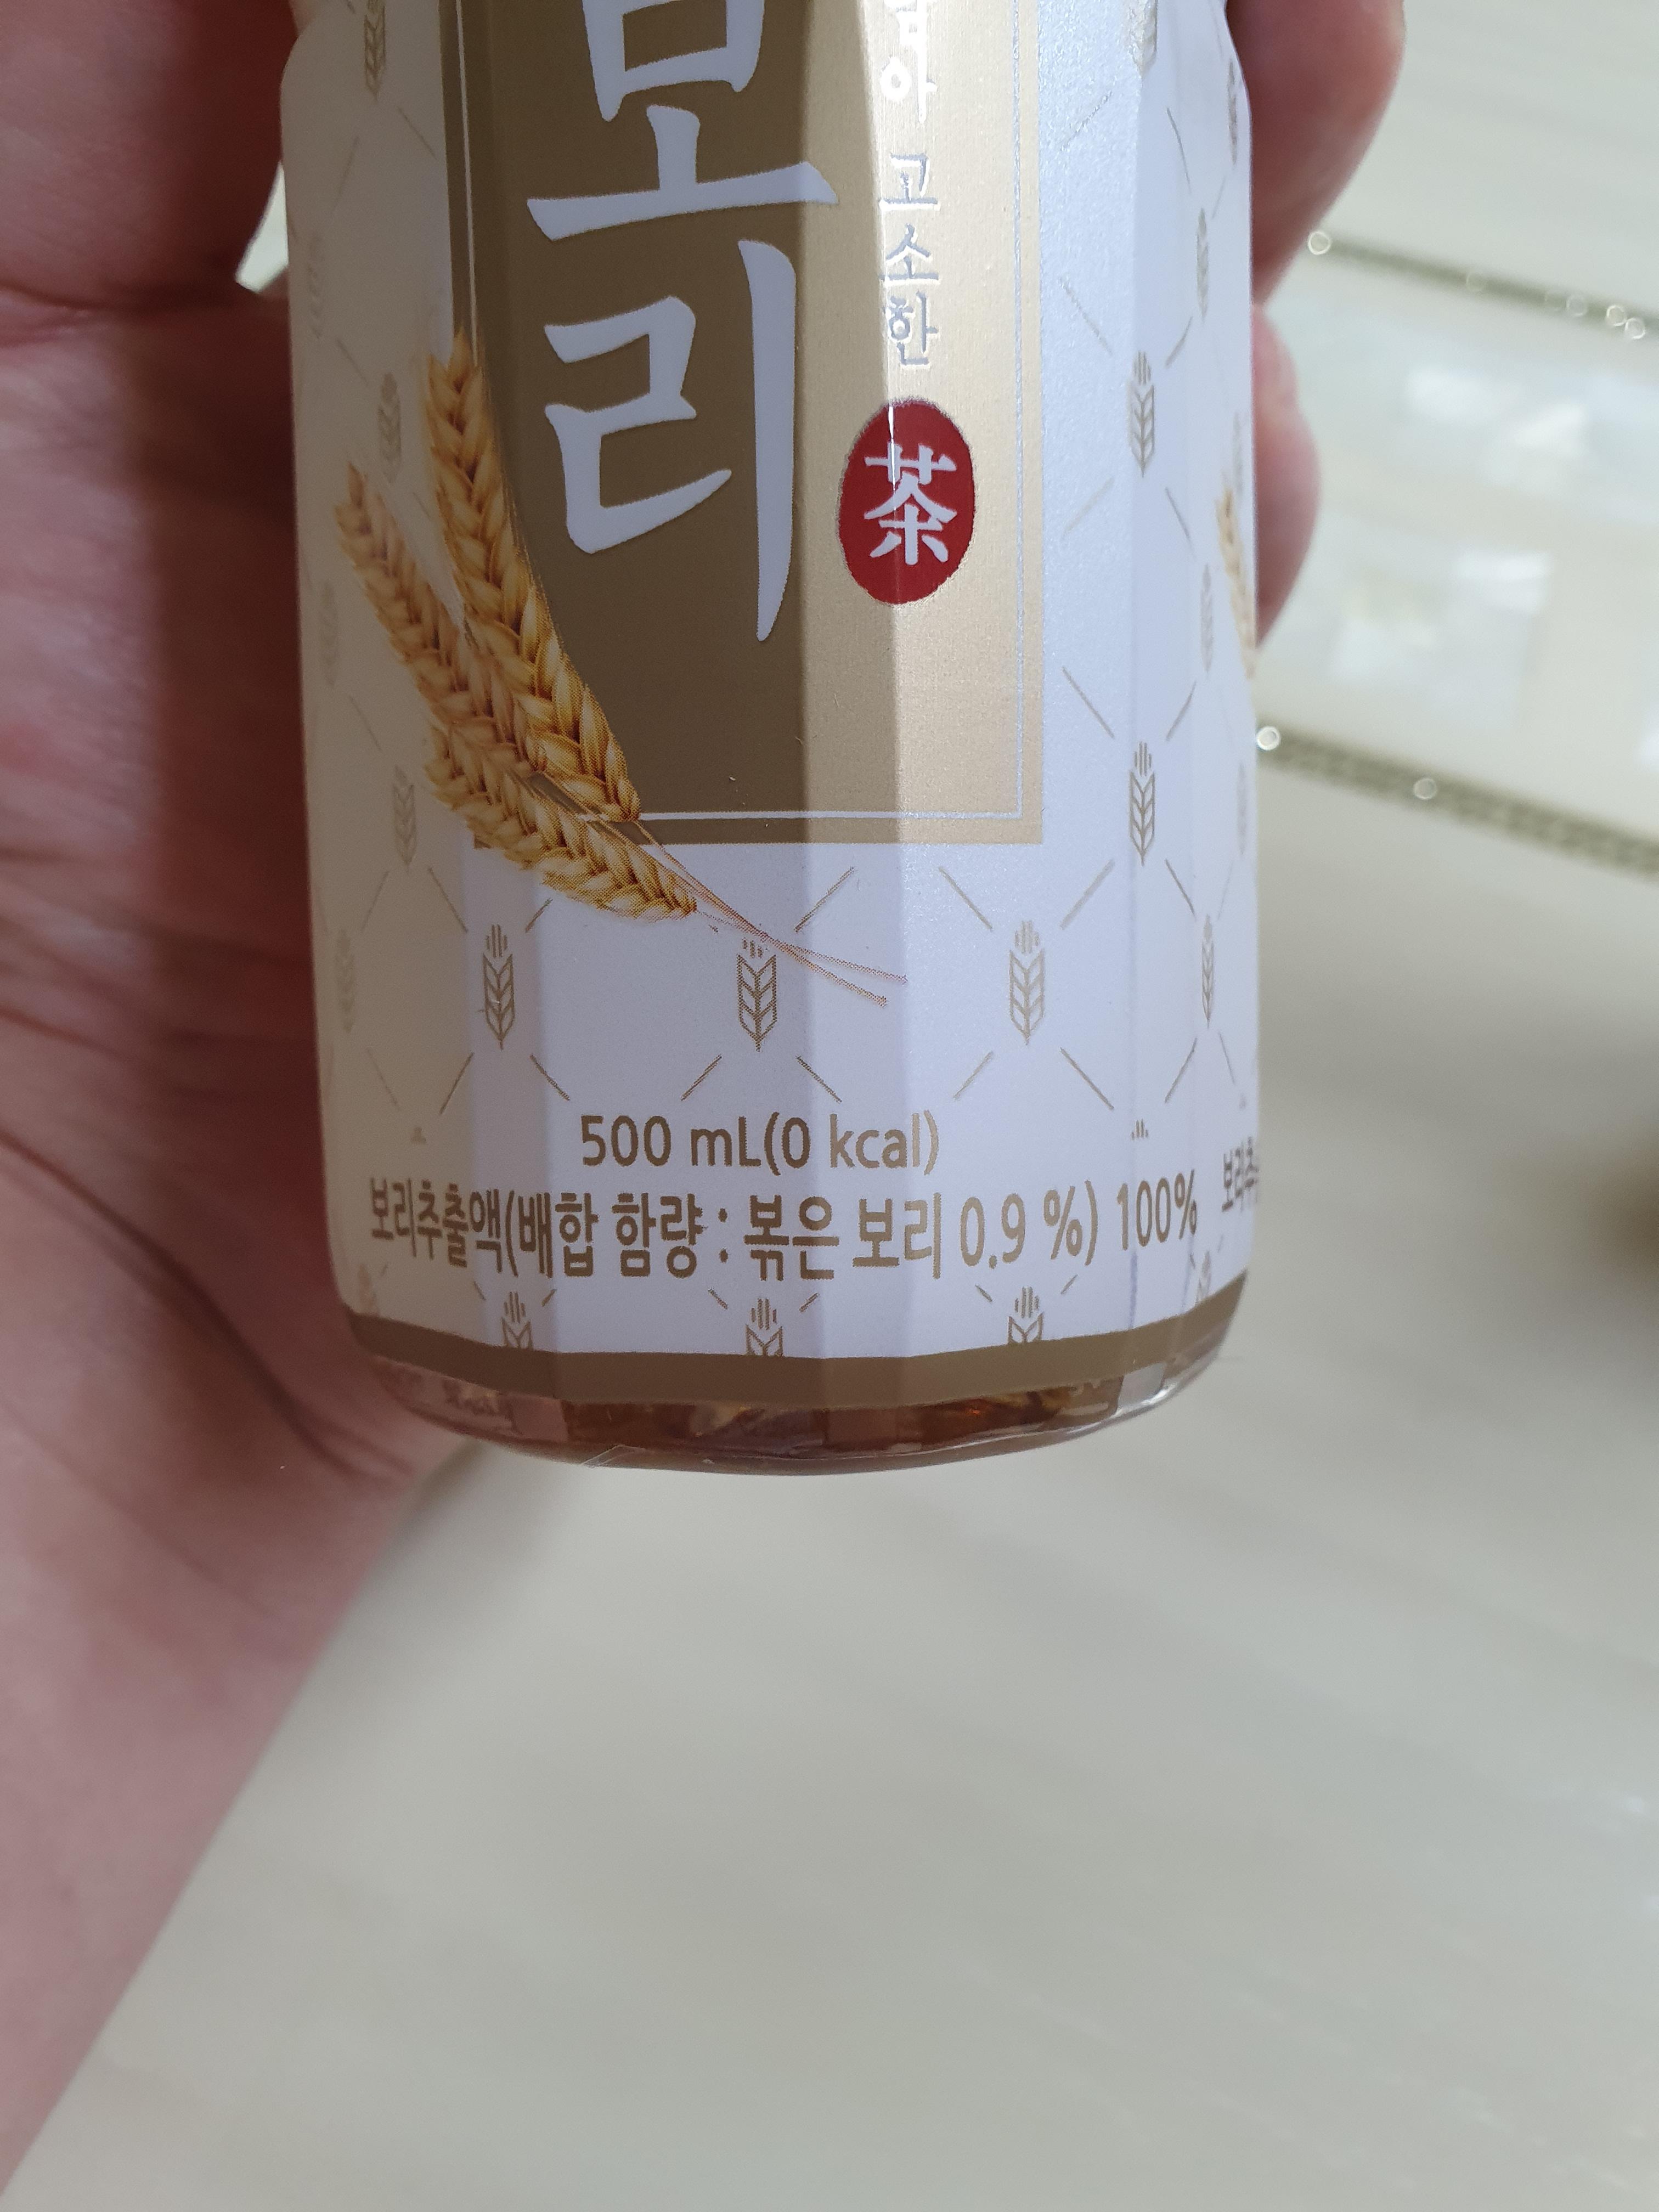 보리
고소한
茶
500 mL(0 kcal)
보리추출액(배합 함량 : 볶은 보리 0.9 %) 100%